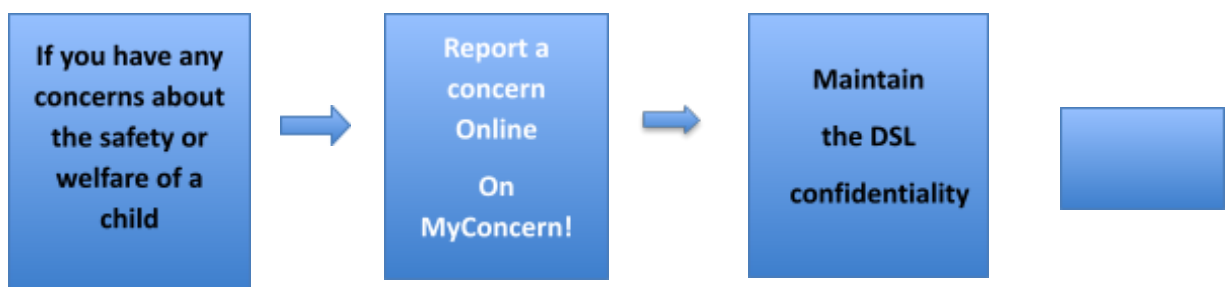 If you have any
concerns about
the safety or
welfare of a
child
Report a
concern
Online
On
MyConcern!
Maintain
the DSL
confidentiality